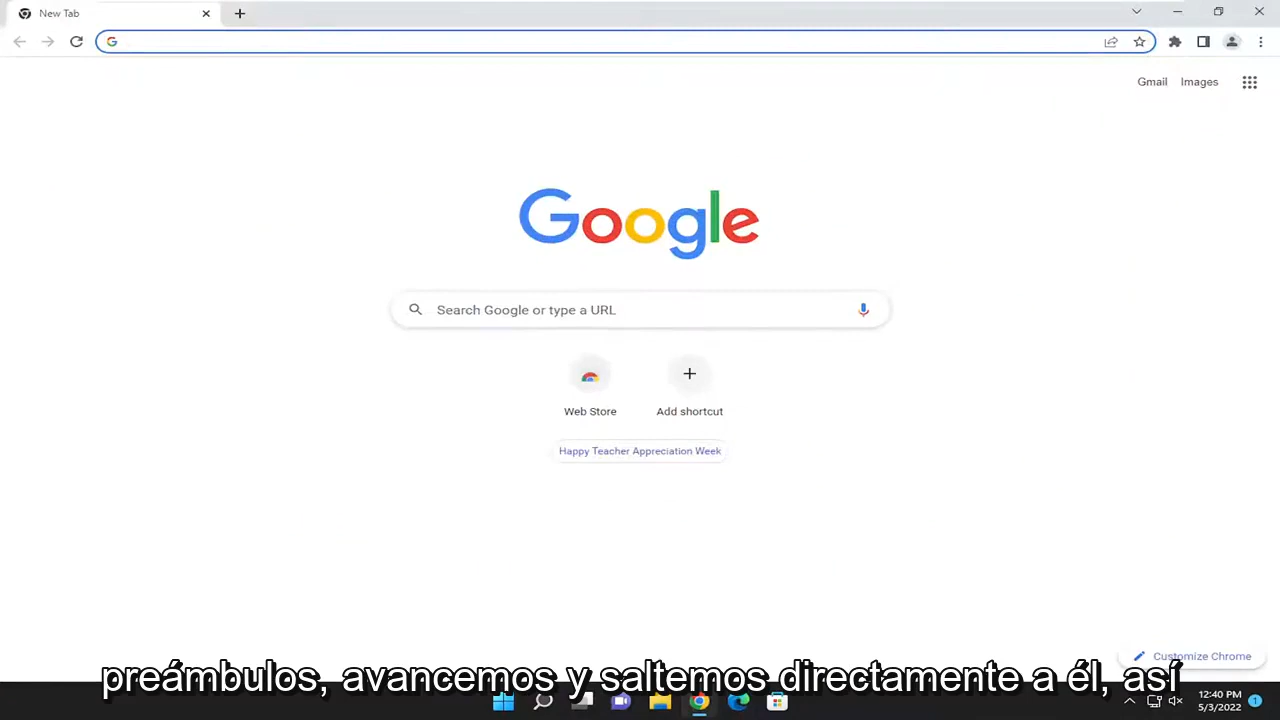 New Tab
Gmail Images
Google
Search Google or type a URL
Web Store
Add shortcut
Happy Teacher Appreciation Week
Customize Chrome
preámbulos, avancemos y saltemos directamente a él, así
12:40 PM
5/3/2022